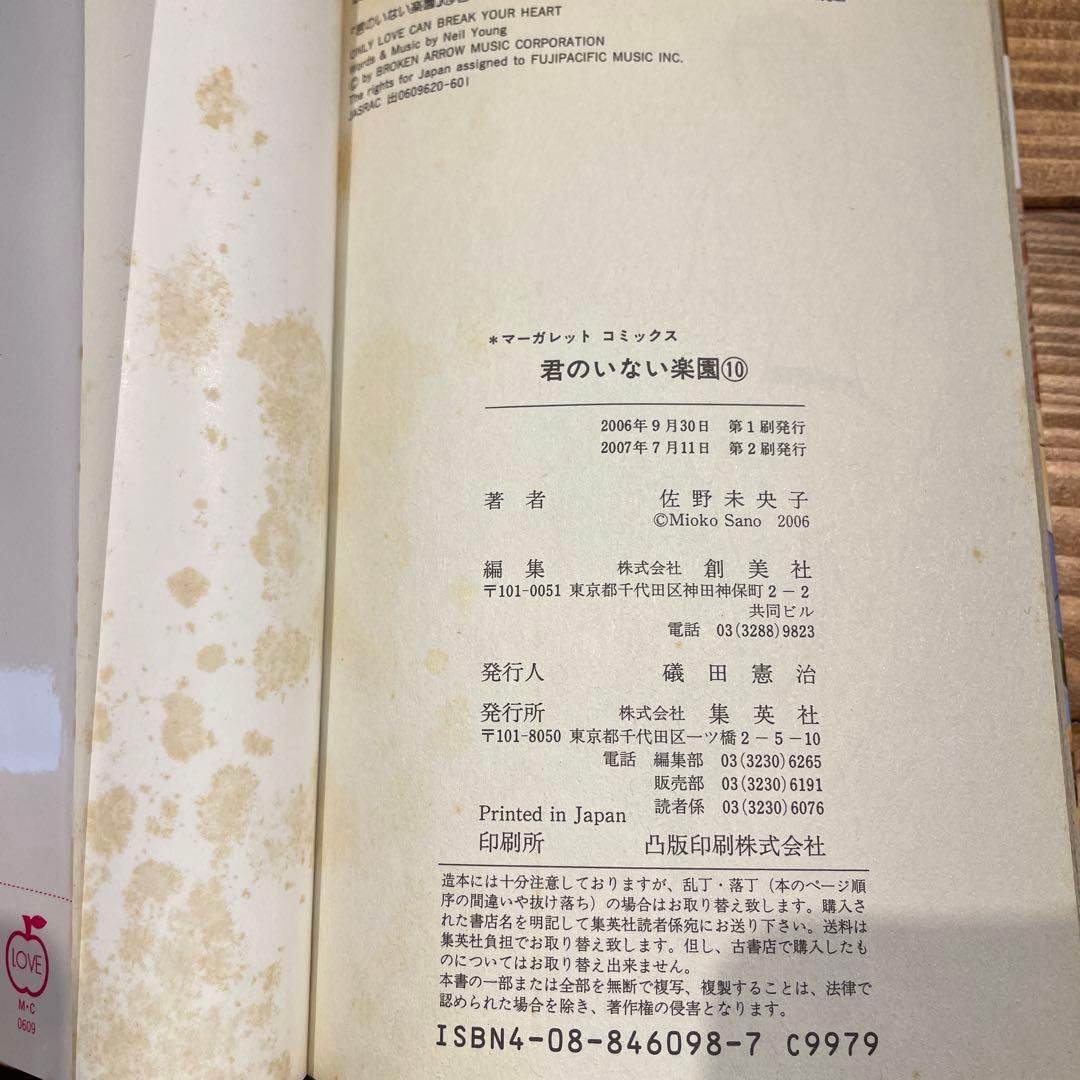 『君のいない楽園』
ONLY LOVE CAN BREAK YOUR HEART
Words & Music by Neil Young
© by BROKEN ARROW MUSIC CORPORATION
The rights for Japan assigned to FUJIPACIFIC MUSIC INC.
JASRAC 出0609620-601
*マーガレット コミックス
君のいない楽園⑩
2006年9月30日 第1刷発行
2007年7月11日 第2刷発行
著者 佐野未央子
©Mioko Sano 2006
編集 株式会社 創美社
〒101-0051 東京都千代田区神田神保町2-2
共同ビル
電話 03(3288)9823
発行人 礒田憲治
発行所 株式会社 集英社
〒101-8050 東京都千代田区一ツ橋2-5-10
電話 編集部 03(3230)6265
販売部 03(3230)6191
読者係 03(3230)6076
Printed in Japan
印刷所 凸版印刷株式会社
造本には十分注意しておりますが、乱丁・落丁（本のページ順
序の間違いや抜け落ち）の場合はお取り替え致します。購入さ
れた書店名を明記して集英社読者係宛にお送り下さい。送料は
集英社負担でお取り替え致します。但し、古書店で購入したも
のについてはお取り替え出来ません。
本書の一部または全部を無断で複写、複製することは、法律で
認められた場合を除き、著作権の侵害となります。
ISBN4-08-846098-7 C9979
LOVE
M・C
0609